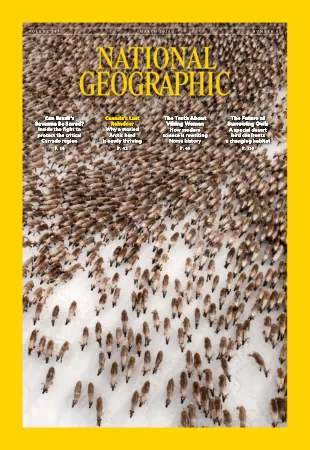 NATIONAL
GEOGRAPHIC
Can Brazil's
Savanna Be Saved?
Inside the fight to
protect the critical
Cerrado region
Canada's Lost
Reindeer
Why a storied
Arctic herd
is newly thriving
The Truth About
Viking Women
How modern
science is rewriting
Norse history
The Future of
Burrowing Owls
A special desert
bird confronts
a changing habitat